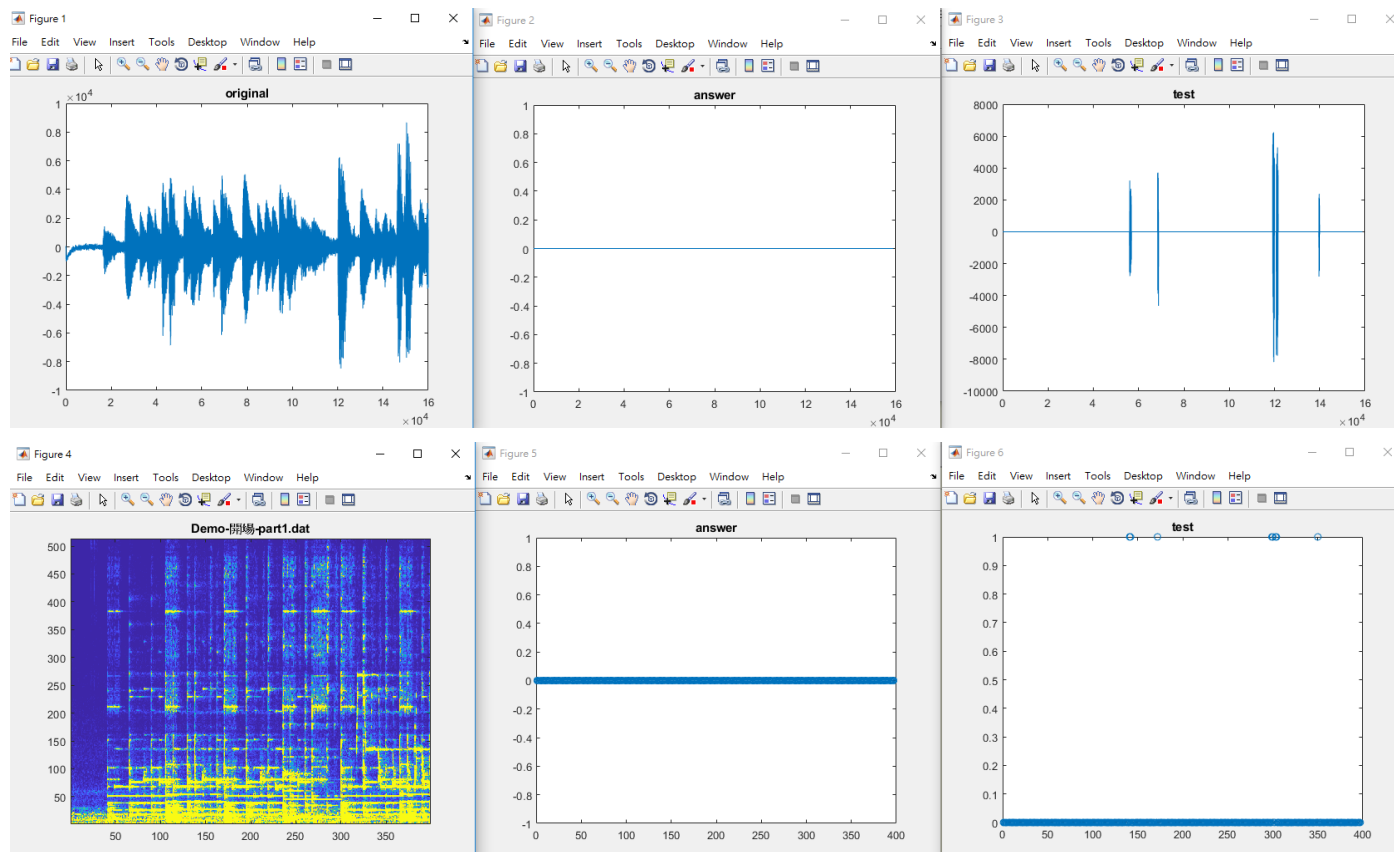 Figure 1
File Edit View Insert Tools Desktop Window Help
original
×10^4
1
0.8
0.6
0.4
0.2
0
-0.2
-0.4
-0.6
-0.8
-1
0 2 4 6 8 10 12 14 16
×10^4
Figure 2
File Edit View Insert Tools Desktop Window Help
answer
1
0.8
0.6
0.4
0.2
0
-0.2
-0.4
-0.6
-0.8
-1
0 2 4 6 8 10 12 14 16
×10^4
Figure 3
File Edit View Insert Tools Desktop Window Help
test
8000
6000
4000
2000
0
-2000
-4000
-6000
-8000
-10000
0 2 4 6 8 10 12 14 16
×10^4
Figure 4
File Edit View Insert Tools Desktop Window Help
Demo-開場-part1.dat
500
450
400
350
300
250
200
150
100
50
50 100 150 200 250 300 350
Figure 5
File Edit View Insert Tools Desktop Window Help
answer
1
0.8
0.6
0.4
0.2
0
-0.2
-0.4
-0.6
-0.8
-1
0 50 100 150 200 250 300 350 400
Figure 6
File Edit View Insert Tools Desktop Window Help
test
1
0.9
0.8
0.7
0.6
0.5
0.4
0.3
0.2
0.1
0
0 50 100 150 200 250 300 350 400